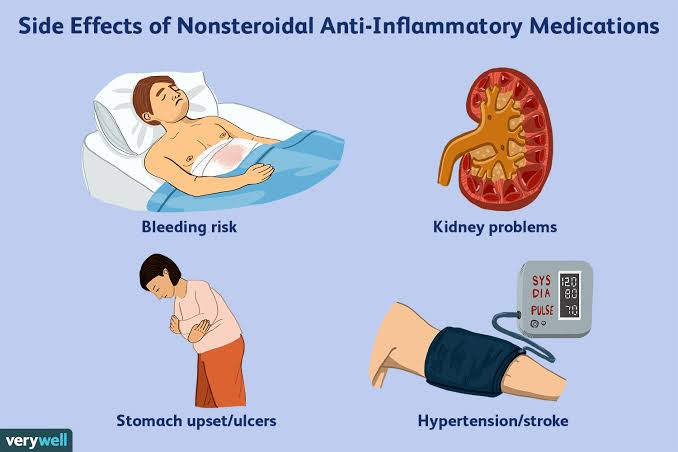 Side Effects of Nonsteroidal Anti-Inflammatory Medications
Bleeding risk
Kidney problems
SYS 120
DIA 80
PULSE 70
Stomach upset/ulcers
Hypertension/stroke
verywell